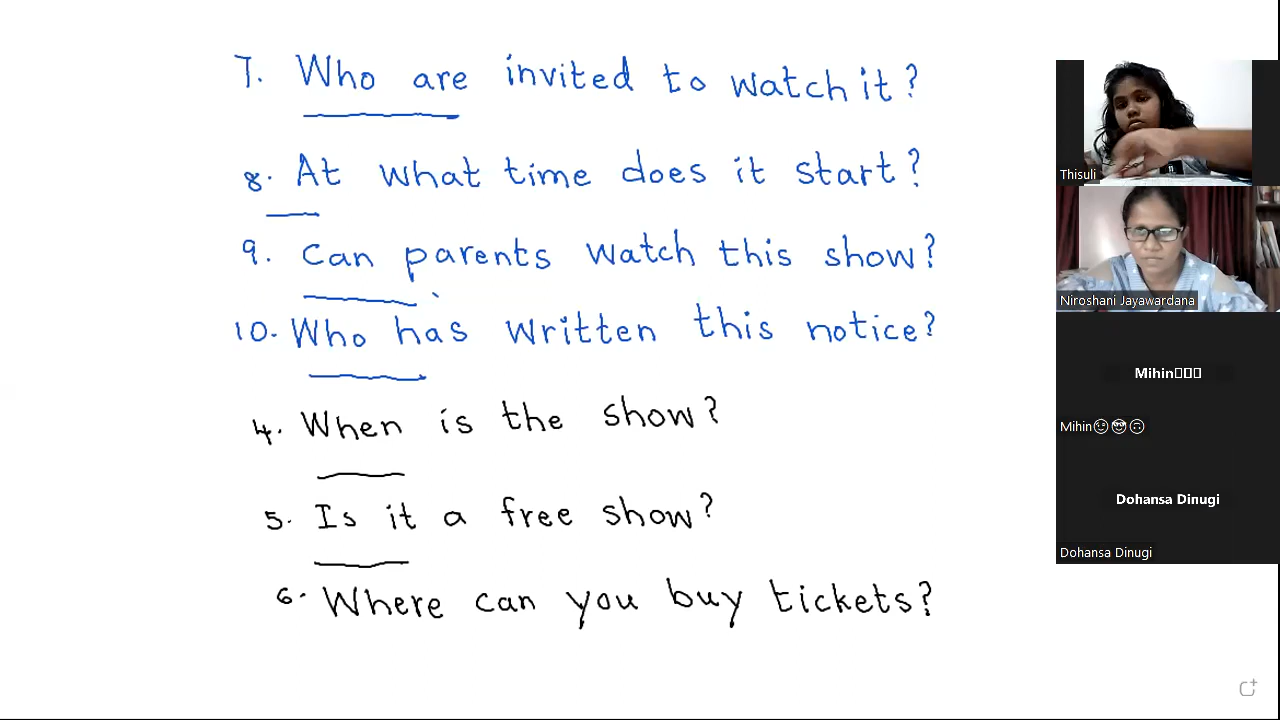 7. Who are invited to watch it?
8. At what time does it start?
9. Can parents watch this show?
10. Who has written this notice?
4. When is the show?
5. Is it a free show?
6. Where can you buy tickets?
Thisuli
Niroshani Jayawardana
Mihin□□□
Mihin😉😎🙃
Dohansa Dinugi
Dohansa Dinugi